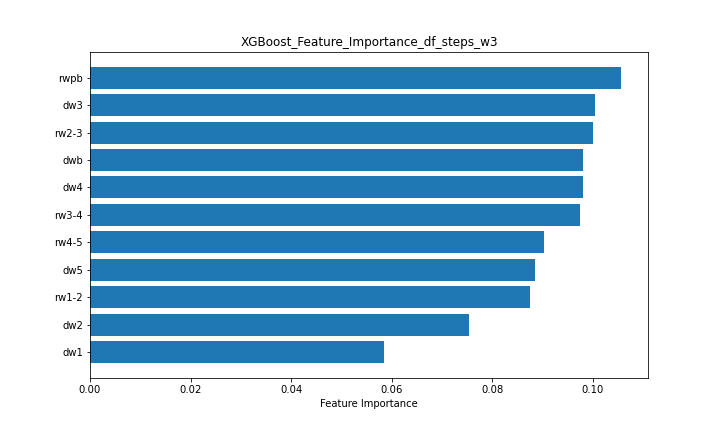 XGBoost_Feature_Importance_df_steps_w3
rwpb
dw3
rw2-3
dwb
dw4
rw3-4
rw4-5
dw5
rw1-2
dw2
dw1
0.00 0.02 0.04 0.06 0.08 0.10
Feature Importance